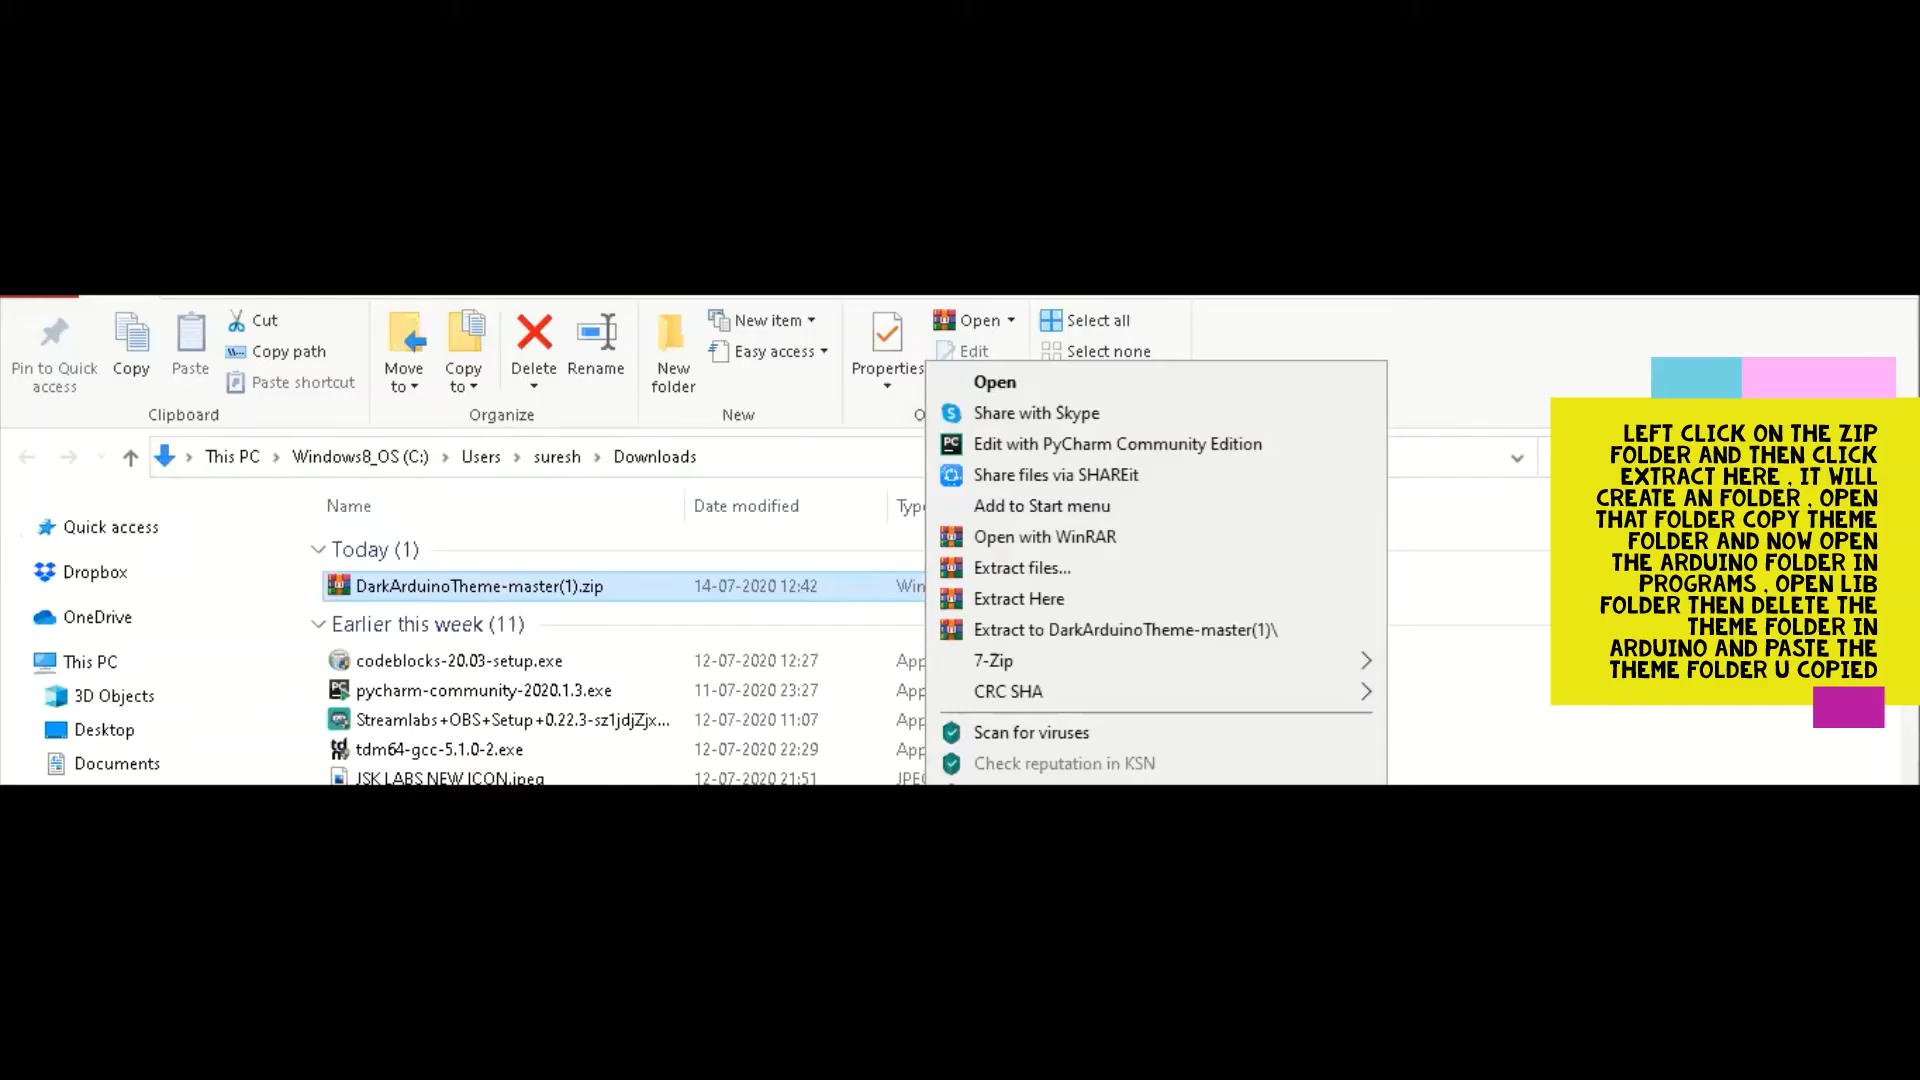 Cut
Copy path
Paste shortcut
Pin to Quick access
Copy
Paste
Clipboard
Move to
Copy to
Delete
Rename
Organize
New folder
New item
Easy access
New
Properties
Open
Edit
Select all
Select none
This PC > Windows8_OS (C:) > Users > suresh > Downloads
Name
Date modified
Quick access
Dropbox
OneDrive
This PC
3D Objects
Desktop
Documents
Today (1)
DarkArduinoTheme-master(1).zip 14-07-2020 12:42
Earlier this week (11)
codeblocks-20.03-setup.exe 12-07-2020 12:27 App
pycharm-community-2020.1.3.exe 11-07-2020 23:27 App
Streamlabs+OBS+Setup+0.22.3-sz1jdjZjx... 12-07-2020 11:07 App
tdm64-gcc-5.1.0-2.exe 12-07-2020 22:29 App
JSK LABS NEW ICON.jpeg 12-07-2020 21:51
Open
Share with Skype
Edit with PyCharm Community Edition
Share files via SHAREit
Add to Start menu
Open with WinRAR
Extract files...
Extract Here
Extract to DarkArduinoTheme-master(1)\
7-Zip
CRC SHA
Scan for viruses
Check reputation in KSN
LEFT CLICK ON THE ZIP
FOLDER AND THEN CLICK
EXTRACT HERE , IT WILL
CREATE AN FOLDER , OPEN
THAT FOLDER COPY THEME
FOLDER AND NOW OPEN
THE ARDUINO FOLDER IN
PROGRAMS , OPEN LIB
FOLDER THEN DELETE THE
THEME FOLDER IN
ARDUINO AND PASTE THE
THEME FOLDER U COPIED